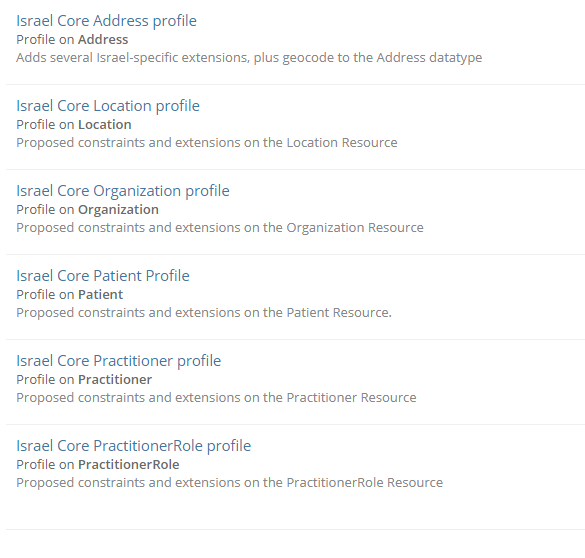 Israel Core Address profile
Profile on Address
Adds several Israel-specific extensions, plus geocode to the Address datatype
Israel Core Location profile
Profile on Location
Proposed constraints and extensions on the Location Resource
Israel Core Organization profile
Profile on Organization
Proposed constraints and extensions on the Organization Resource
Israel Core Patient Profile
Profile on Patient
Proposed constraints and extensions on the Patient Resource.
Israel Core Practitioner profile
Profile on Practitioner
Proposed constraints and extensions on the Practitioner Resource
Israel Core PractitionerRole profile
Profile on PractitionerRole
Proposed constraints and extensions on the PractitionerRole Resource